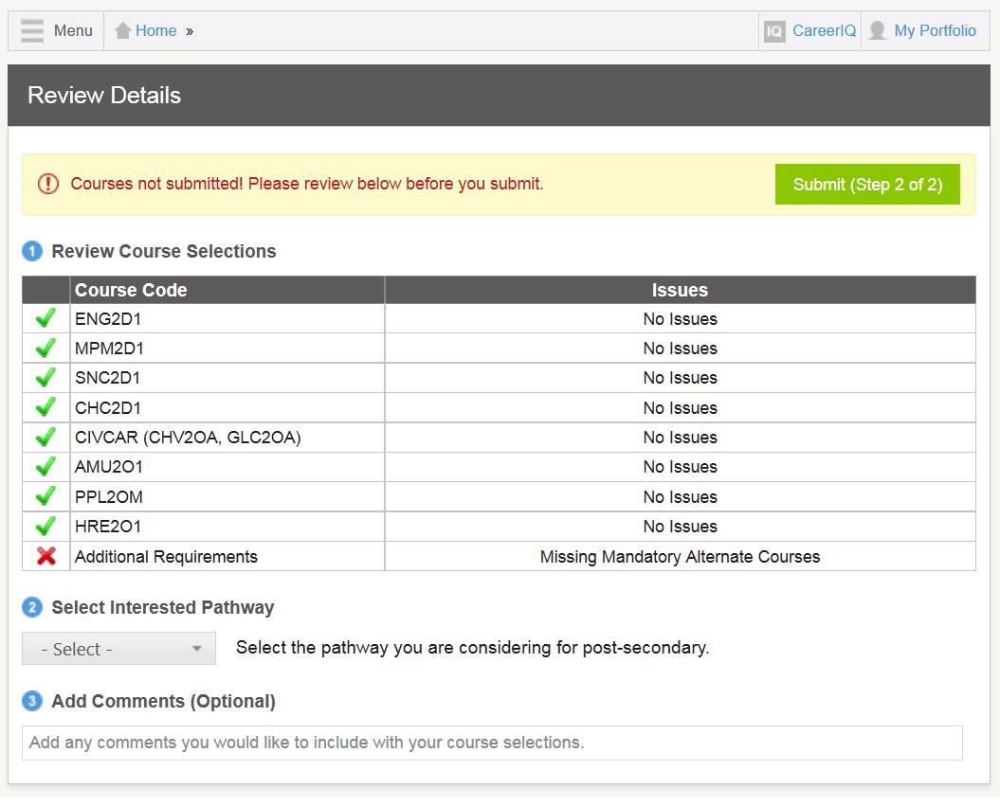 Menu Home » IQ CareerIQ My Portfolio
Review Details
! Courses not submitted! Please review below before you submit. Submit (Step 2 of 2)
1 Review Course Selections
Course Code Issues
ENG2D1 No Issues
MPM2D1 No Issues
SNC2D1 No Issues
CHC2D1 No Issues
CIVCAR (CHV2OA, GLC2OA) No Issues
AMU2O1 No Issues
PPL2OM No Issues
HRE2O1 No Issues
Additional Requirements Missing Mandatory Alternate Courses
2 Select Interested Pathway
- Select - Select the pathway you are considering for post-secondary.
3 Add Comments (Optional)
Add any comments you would like to include with your course selections.